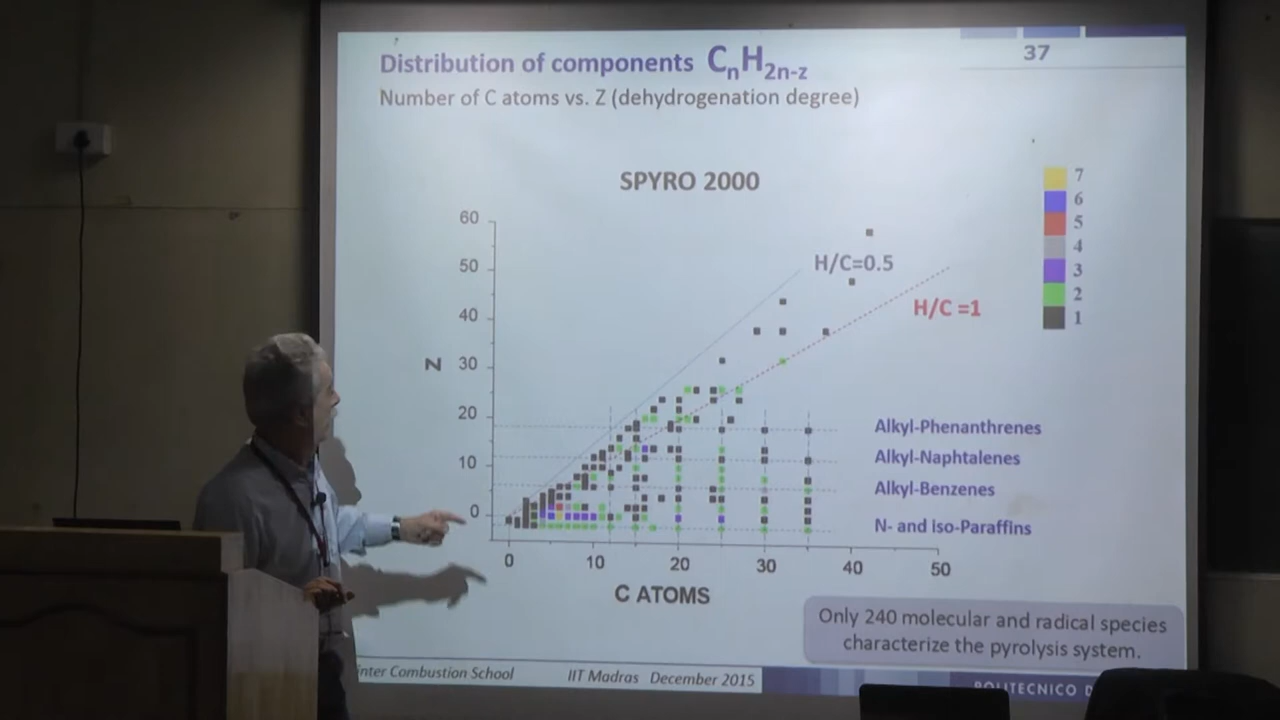 Distribution of components CnH2n-z
37
Number of C atoms vs. Z (dehydrogenation degree)
SPYRO 2000
7
6
5
4
3
2
1
60
50
40
30
20
10
0
Z
H/C=0.5
H/C =1
Alkyl-Phenanthrenes
Alkyl-Naphtalenes
Alkyl-Benzenes
N- and iso-Paraffins
0 10 20 30 40 50
C ATOMS
Only 240 molecular and radical species
characterize the pyrolysis system.
Combustion School IIT Madras December 2015
POLITECNICO